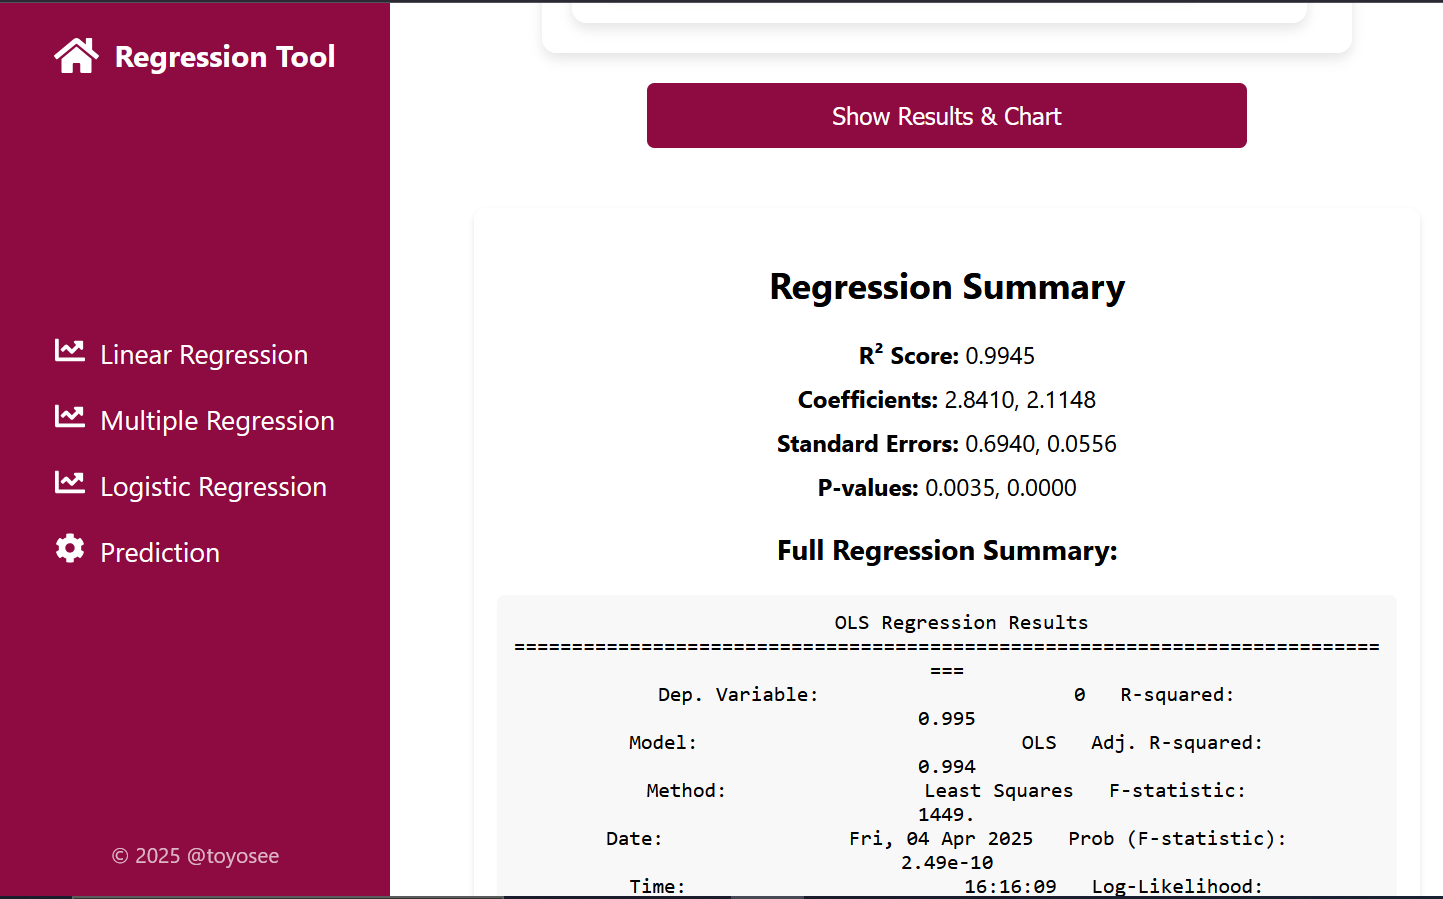 Regression Tool
Linear Regression
Multiple Regression
Logistic Regression
Prediction
© 2025 @toyosee
Show Results & Chart
Regression Summary
R² Score: 0.9945
Coefficients: 2.8410, 2.1148
Standard Errors: 0.6940, 0.0556
P-values: 0.0035, 0.0000
Full Regression Summary:
OLS Regression Results
===========================================================================
===
Dep. Variable: 0 R-squared:
0.995
Model: OLS Adj. R-squared:
0.994
Method: Least Squares F-statistic:
1449.
Date: Fri, 04 Apr 2025 Prob (F-statistic):
2.49e-10
Time: 16:16:09 Log-Likelihood: